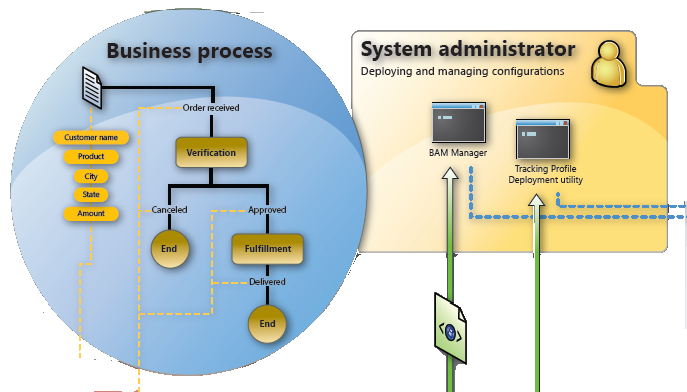 Business process
Order received
Customer name
Product
City
State
Amount
Verification
Canceled
Approved
End
Fulfillment
Delivered
End
System administrator
Deploying and managing configurations
BAM Manager
Tracking Profile
Deployment utility